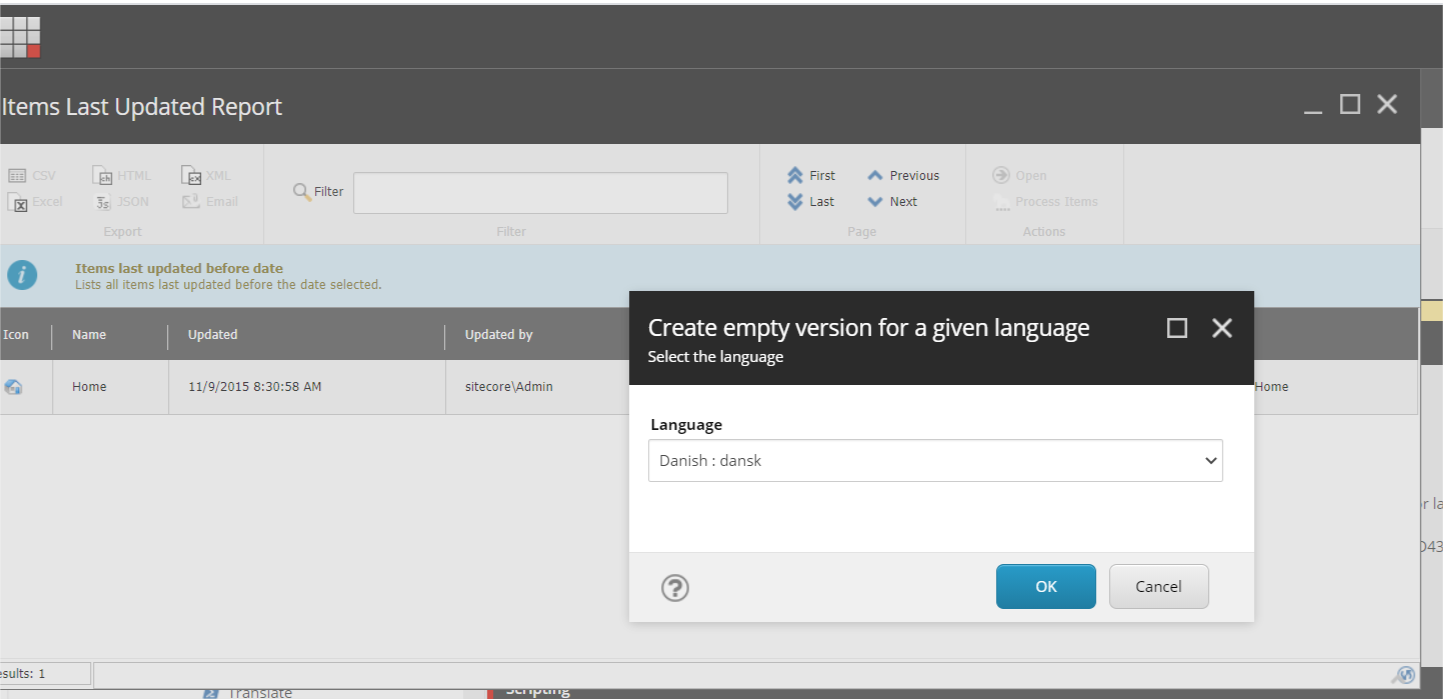 Items Last Updated Report
CSV HTML XML
Excel JSON Email
Export
Filter
Filter
First Previous
Last Next
Page
Open
Process Items
Actions
Items last updated before date
Lists all items last updated before the date selected.
Icon Name Updated Updated by
Home 11/9/2015 8:30:58 AM sitecore\Admin Home
Create empty version for a given language
Select the language
Language
Danish : dansk
OK Cancel
r la
043
esults: 1
Translate Scripting